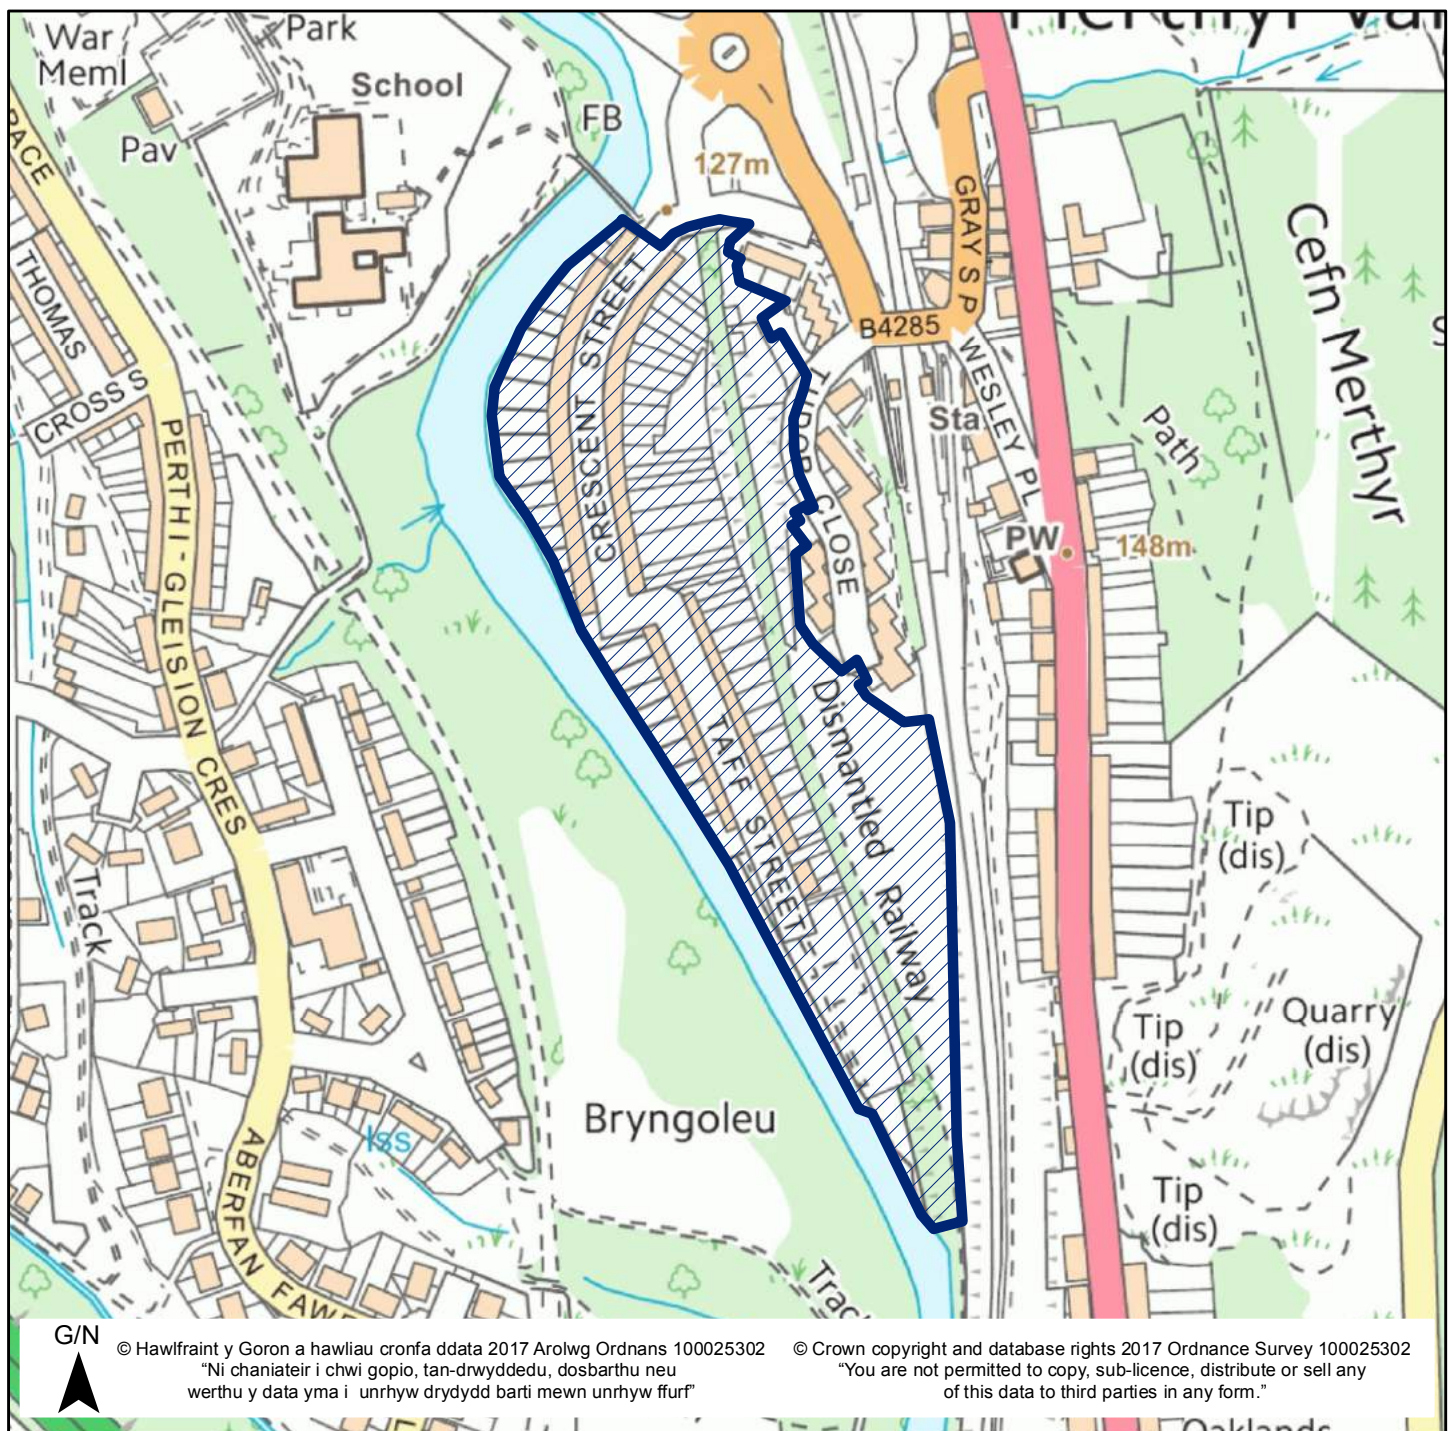 Merthyr Val
War
Meml
Park
School
Pav
FB
127m
GRAY S P
B4285
WESLEY PL
Sta
Cefn Merthyr
Path
PW
148m
THOMAS
CROSS S
PERTHI-GLEISION CRES
CRESCENT STREET
TUDOR CLOSE
TAFF STREET
Dismantled Railway
Track
Tip
(dis)
Quarry
(dis)
Tip
(dis)
Tip
(dis)
Bryngoleu
Iss
ABERFAN FAWR
Track
G/N
© Hawlfraint y Goron a hawliau cronfa ddata 2017 Arolwg Ordnans 100025302
“Ni chaniateir i chwi gopio, tan-drwyddedu, dosbarthu neu
werthu y data yma i unrhyw drydydd barti mewn unrhyw ffurf”
© Crown copyright and database rights 2017 Ordnance Survey 100025302
“You are not permitted to copy, sub-licence, distribute or sell any
of this data to third parties in any form.”
Oaklands